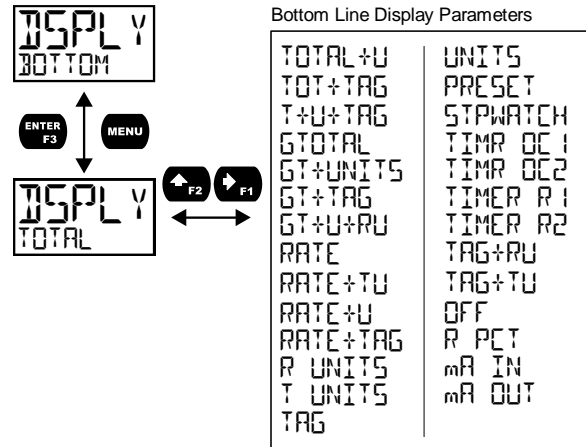 Bottom Line Display Parameters
DSPLY
BOTTOM
ENTER
F3
MENU
DSPLY
TOTAL
F2
F1
TOTAL+U
TOT+TAG
T+U+TAG
GTOTAL
GT+UNITS
GT+TAG
GT+U+RU
RATE
RATE+TU
RATE+U
RATE+TAG
R UNITS
T UNITS
TAG
UNITS
PRESET
STPWATCH
TIMR OC1
TIMR OC2
TIMER R1
TIMER R2
TAG+RU
TAG+TU
OFF
R PCT
mA IN
mA OUT